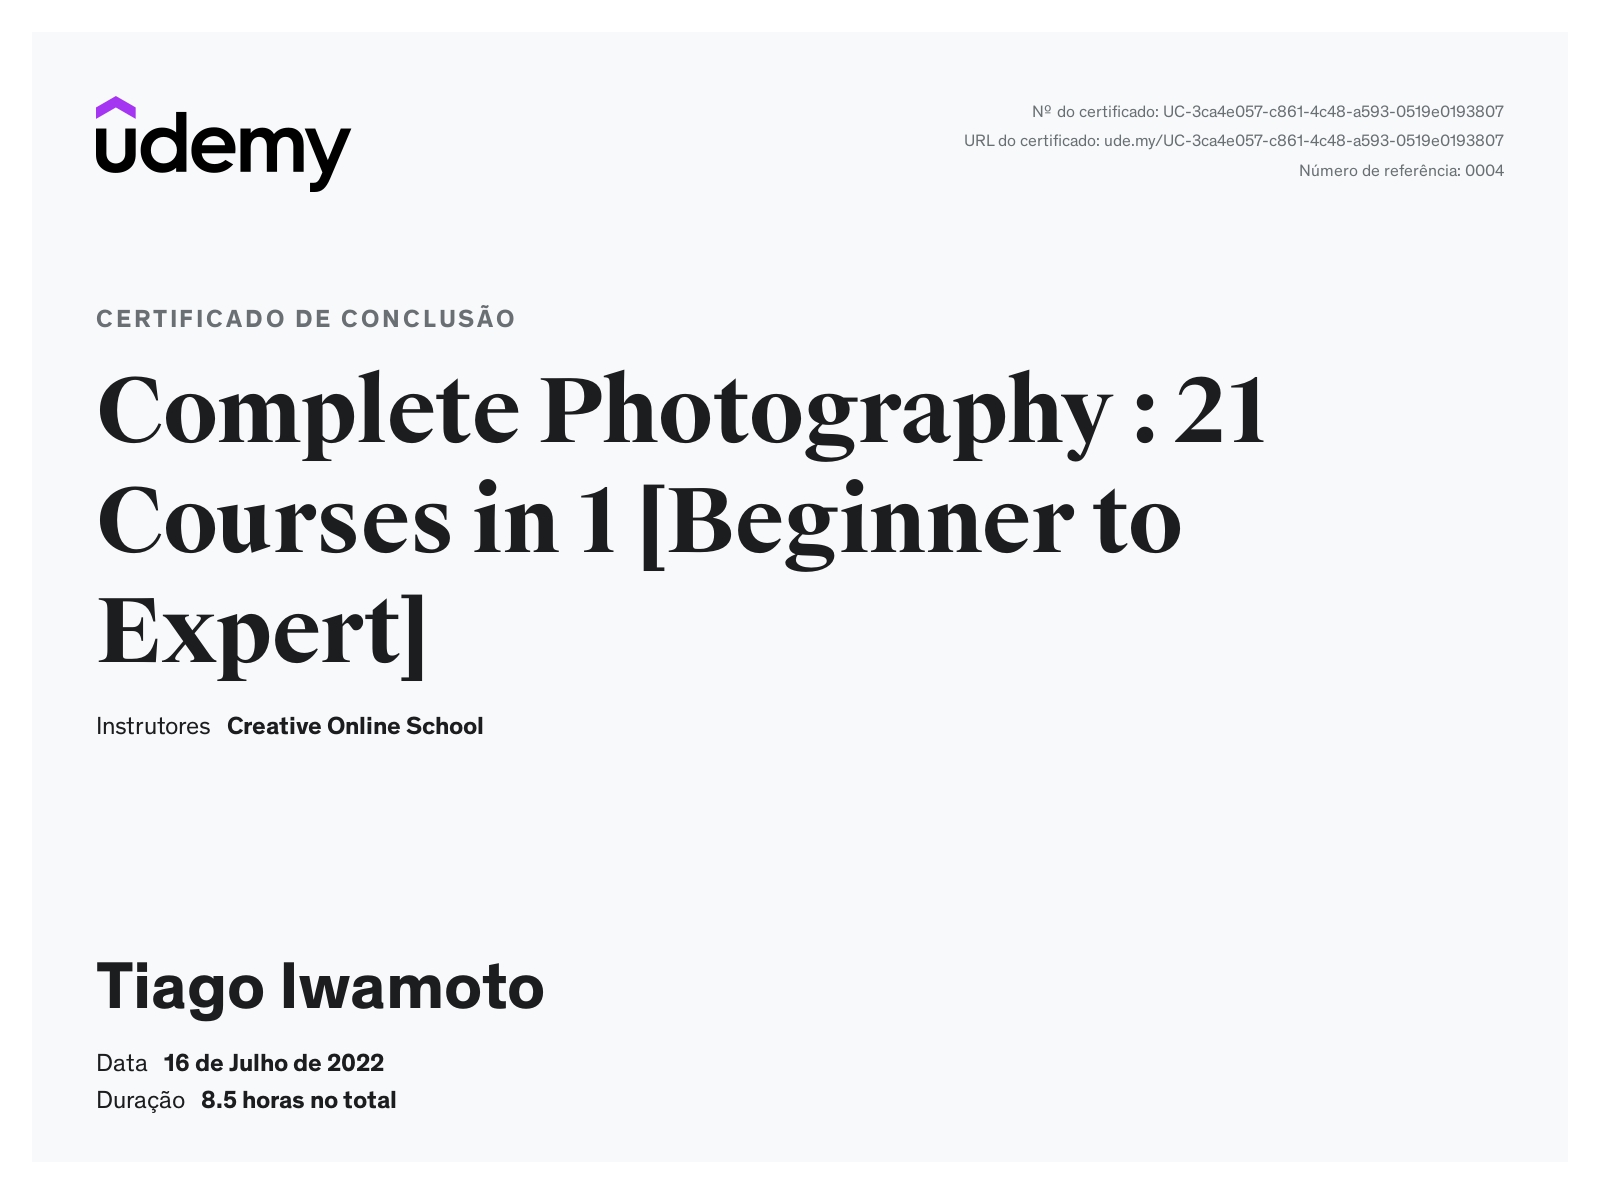 udemy
Nº do certificado: UC-3ca4e057-c861-4c48-a593-0519e0193807
URL do certificado: ude.my/UC-3ca4e057-c861-4c48-a593-0519e0193807
Número de referência: 0004
CERTIFICADO DE CONCLUSÃO
Complete Photography : 21
Courses in 1 [Beginner to
Expert]
Instrutores Creative Online School
Tiago Iwamoto
Data 16 de Julho de 2022
Duração 8.5 horas no total